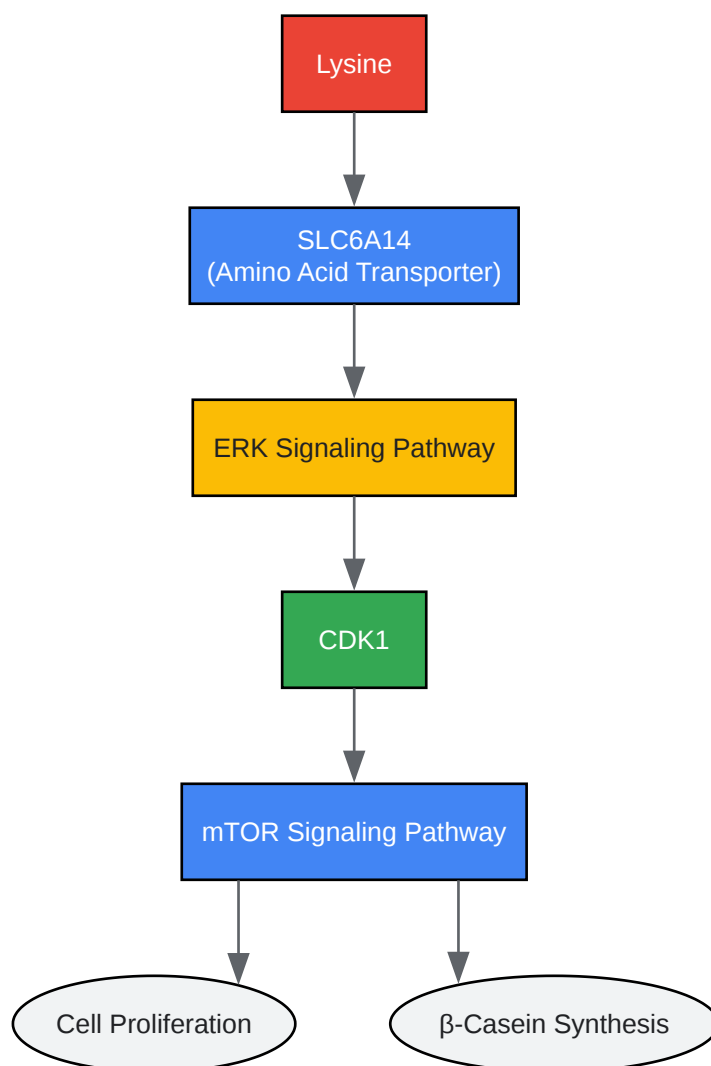 Lysine
SLC6A14
(Amino Acid Transporter)
ERK Signaling Pathway
CDK1
mTOR Signaling Pathway
Cell Proliferation
β-Casein Synthesis